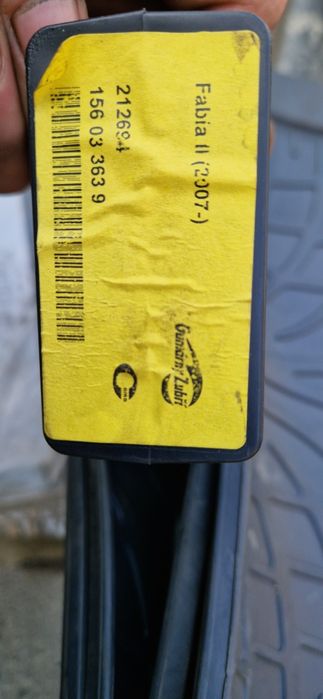 Fabia II (2007-)
212694
156 03 363 9
Gumárny Zubří